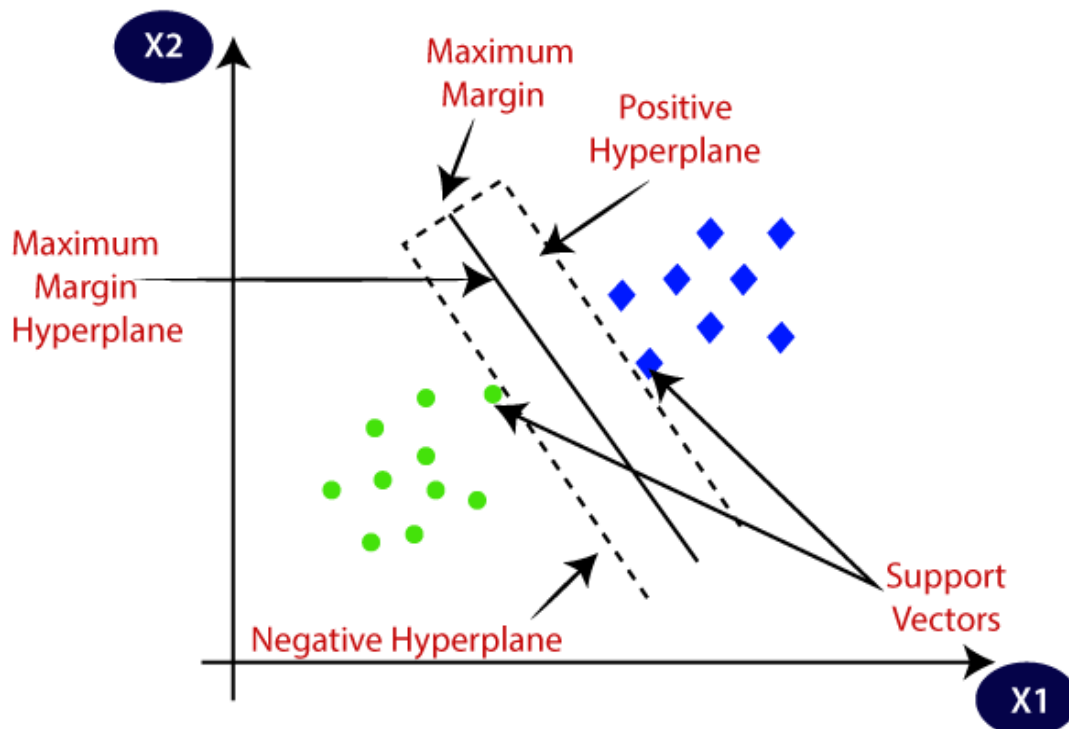 X2
Maximum
Margin
Positive
Hyperplane
Maximum
Margin
Hyperplane
Support
Vectors
Negative Hyperplane
X1